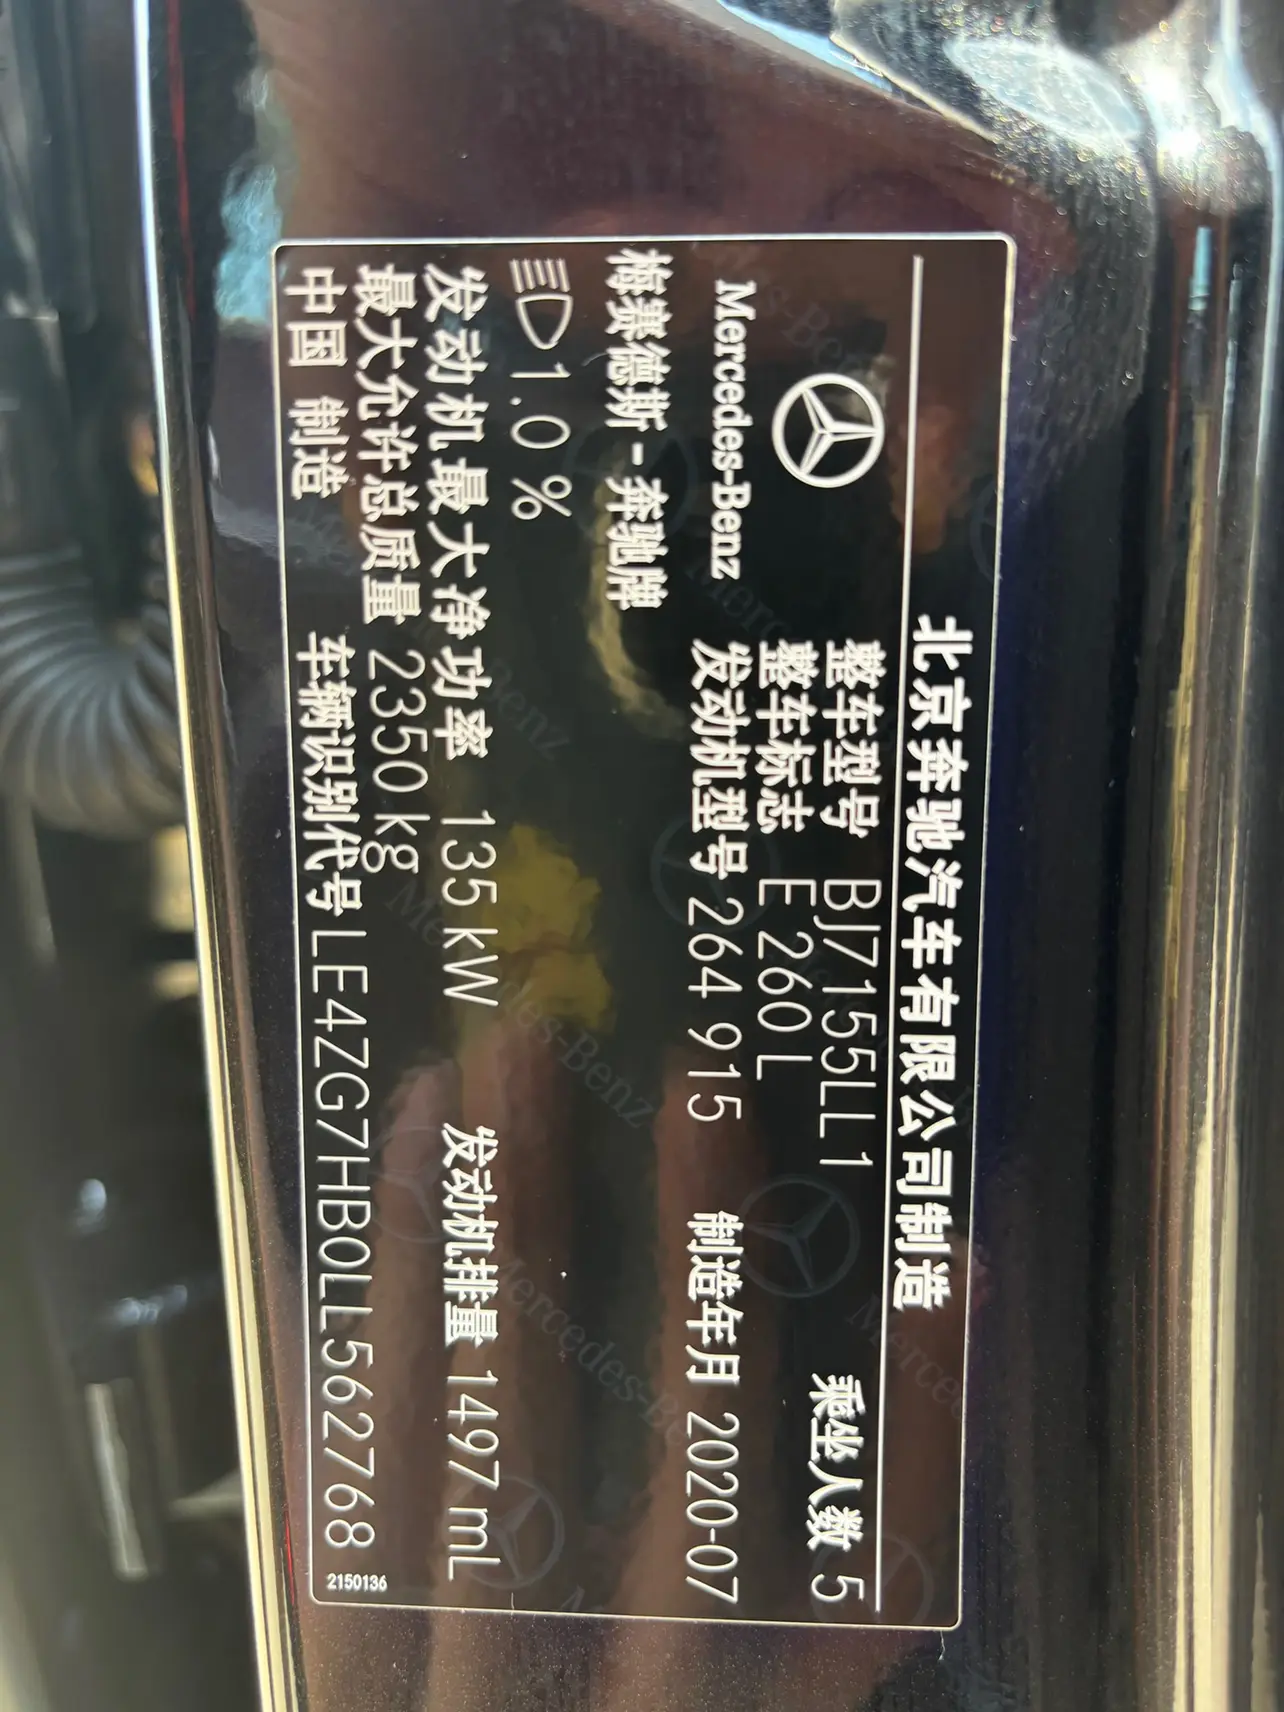 北京奔驰汽车有限公司制造
整车型号 BJ7155LL1 乘坐人数 5
整车标志 E 260 L
Mercedes-Benz 发动机型号 264 915 制造年月 2020-07
梅赛德斯-奔驰牌
1.0 %
发动机最大净功率 135 kW 发动机排量 1497 mL
最大允许总质量 2350 kg
中国 制造 车辆识别代号 LE4ZG7HB0LL562768 2150136